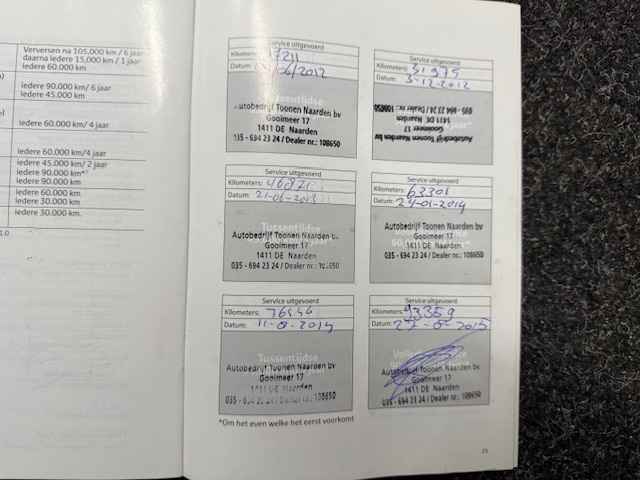 Verversen na 105.000 km / 6 jaar
daarna iedere 15,000 km / 1 jaar
iedere 60.000 km
iedere 90.000 km/ 6 jaar
iedere 45.000 km
iedere 60.000 km/ 4 jaar
iedere 60.000 km/4 jaar
iedere 45.000 km/ 2 jaar
iedere 90.000 km*
iedere 90.000 km
iedere 60.000 km
iedere 30.000 km
iedere 30.000 km.
Service uitgevoerd
Kilometers: 17211
Datum: /06/2012
Tussentijdse
Autobedrijf Toonen Naarden bv
Gooimeer 17
1411 DE Naarden
035 - 694 23 24 / Dealer nr.: 108650
Service uitgevoerd
Kilometers: 31975
Datum: 3-12-2012
Autobedrijf Toonen Naarden bv
Gooimeer 17
1411 DE Naarden
035 - 694 23 24 / Dealer nr.: 108650
Service uitgevoerd
Kilometers:
Datum: 21-06-2013
Tussentijdse
Autobedrijf Toonen Naarden bv
Gooimeer 17
1411 DE Naarden
035 - 694 23 24 / Dealer nr.: 108650
Service uitgevoerd
Kilometers: 63301
Datum: 24-01-2014
Autobedrijf Toonen Naarden bv
Gooimeer 17
1411 DE Naarden
035 - 694 23 24 / Dealer nr.: 108650
Service uitgevoerd
Kilometers:
Datum: 11-8-2014
Tussentijdse
Autobedrijf Toonen Naarden bv
Gooimeer 17
1411 DE Naarden
035 - 694 23 24 / Dealer nr.: 108650
Service uitgevoerd
Kilometers: 93359
Datum: 2015
Autobedrijf Toonen Naarden bv
Gooimeer 17
1411 DE Naarden
035 - 694 23 24 / Dealer nr.: 108650
*Om het even welke het eerst voorkomt